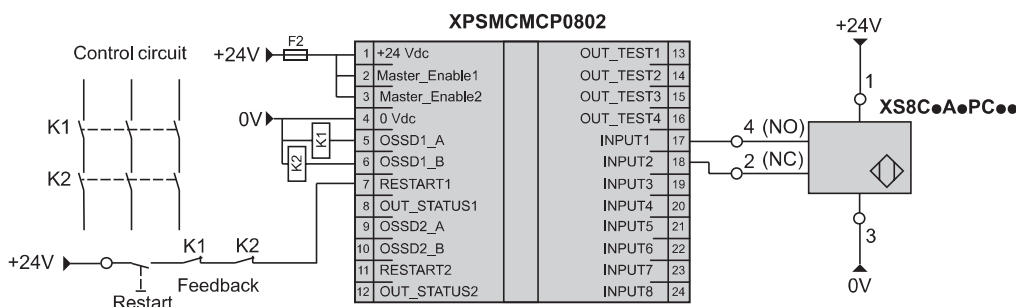 XPSMCMCP0802
Control circuit
K1
K2
+24V
F2
0V
K1
K2
1 +24 Vdc
2 Master_Enable1
3 Master_Enable2
4 0 Vdc
5 OSSD1_A
6 OSSD1_B
7 RESTART1
8 OUT_STATUS1
9 OSSD2_A
10 OSSD2_B
11 RESTART2
12 OUT_STATUS2
OUT_TEST1 13
OUT_TEST2 14
OUT_TEST3 15
OUT_TEST4 16
INPUT1 17
INPUT2 18
INPUT3 19
INPUT4 20
INPUT5 21
INPUT6 22
INPUT7 23
INPUT8 24
+24V
1
XS8C●A●PC●●
4 (NO)
2 (NC)
3
0V
+24V
K1 K2
Feedback
Restart